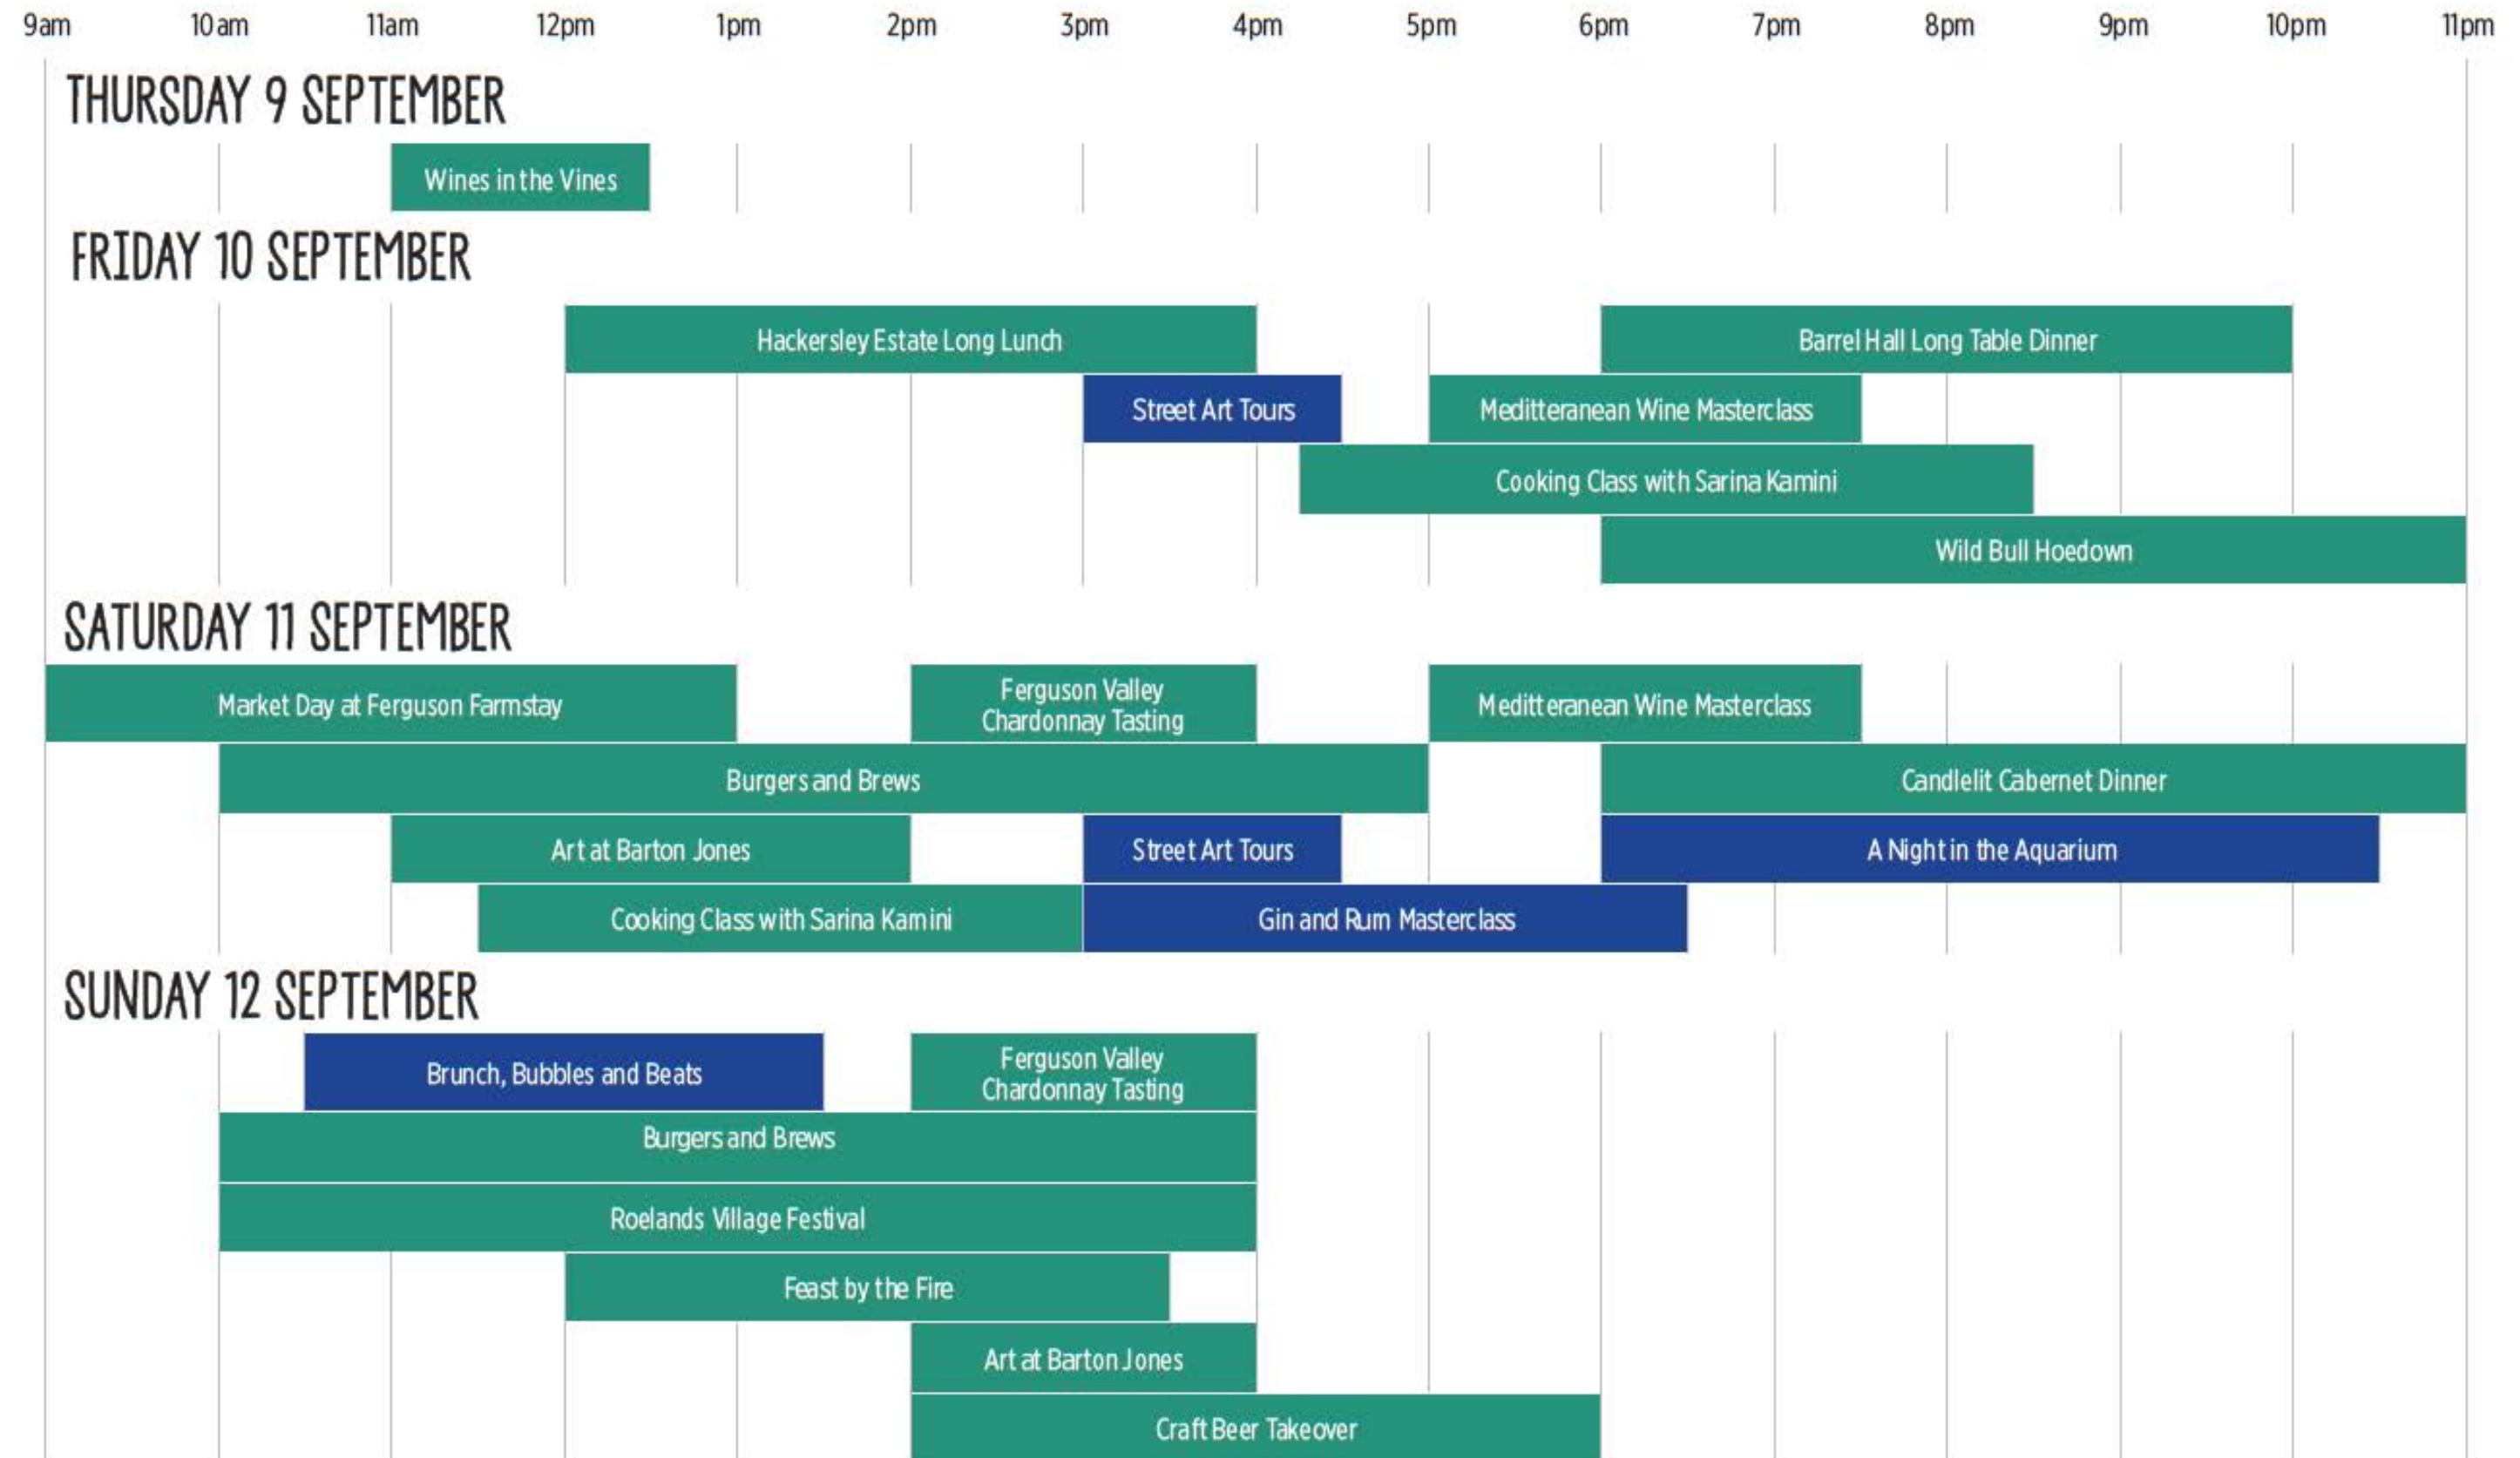 9am 10am 11am 12pm 1pm 2pm 3pm 4pm 5pm 6pm 7pm 8pm 9pm 10pm 11pm
THURSDAY 9 SEPTEMBER
Wines in the Vines
FRIDAY 10 SEPTEMBER
Hackersley Estate Long Lunch
Barrel Hall Long Table Dinner
Street Art Tours
Meditteranean Wine Masterclass
Cooking Class with Sarina Kamini
Wild Bull Hoedown
SATURDAY 11 SEPTEMBER
Market Day at Ferguson Farmstay
Ferguson Valley
Chardonnay Tasting
Meditteranean Wine Masterclass
Burgers and Brews
Candlelit Cabernet Dinner
Art at Barton Jones
Street Art Tours
A Night in the Aquarium
Cooking Class with Sarina Kamini
Gin and Rum Masterclass
SUNDAY 12 SEPTEMBER
Brunch, Bubbles and Beats
Ferguson Valley
Chardonnay Tasting
Burgers and Brews
Roelands Village Festival
Feast by the Fire
Art at Barton Jones
Craft Beer Takeover